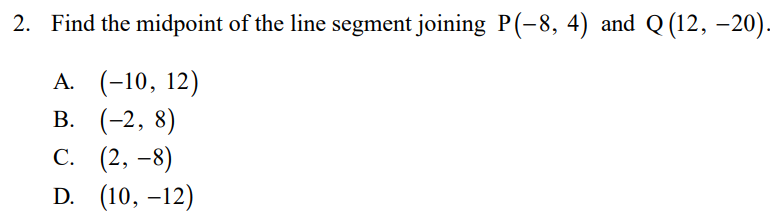 2. Find the midpoint of the line segment joining P(−8, 4) and Q(12, −20).
A. (−10, 12)
B. (−2, 8)
C. (2, −8)
D. (10, −12)